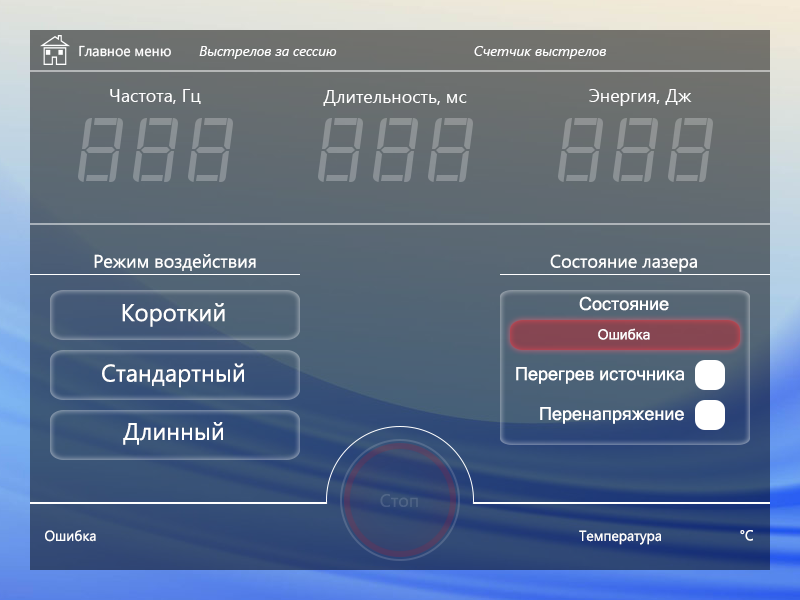 Главное меню
Выстрелов за сессию
Счетчик выстрелов
Частота, Гц
Длительность, мс
Энергия, Дж
888
888
888
Режим воздействия
Состояние лазера
Короткий
Стандартный
Длинный
Состояние
Ошибка
Перегрев источника
Перенапряжение
Стоп
Ошибка
Температура
°C